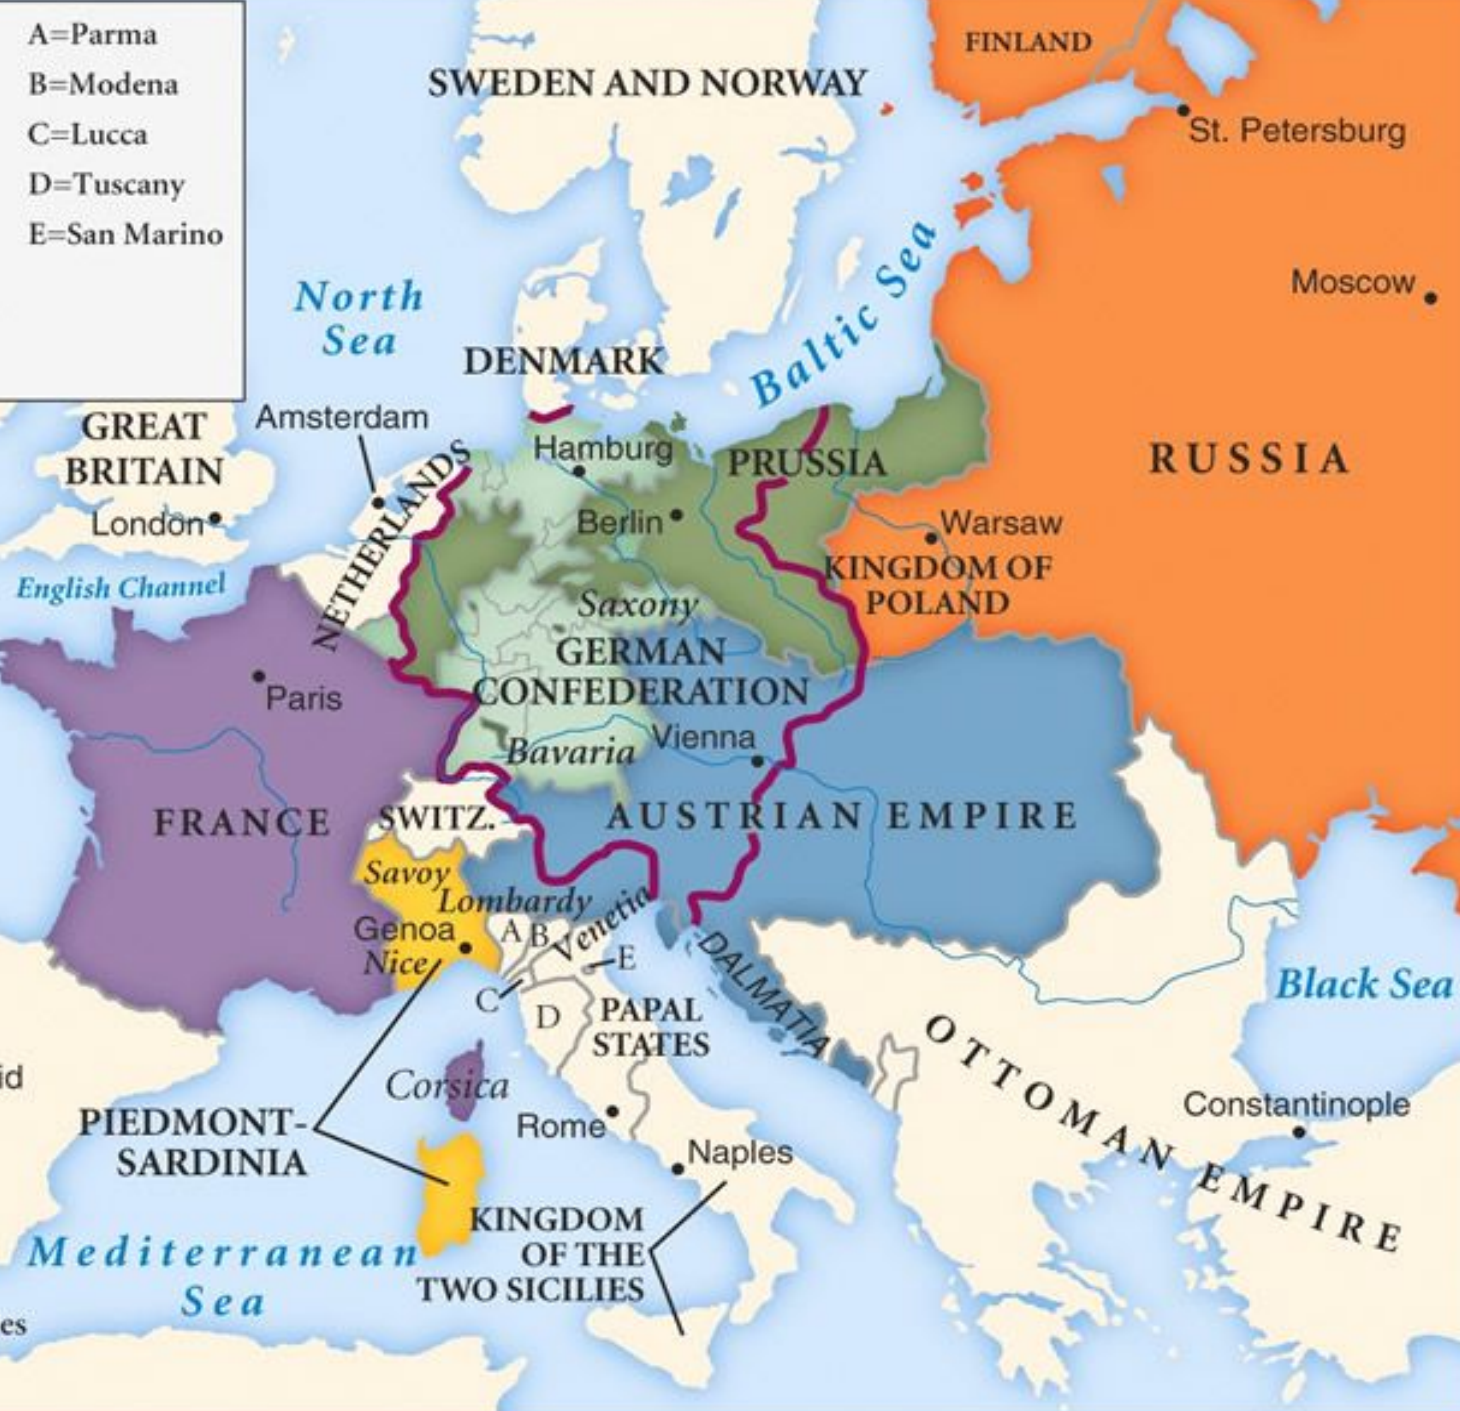 A=Parma
B=Modena
C=Lucca
D=Tuscany
E=San Marino
FINLAND
SWEDEN AND NORWAY
St. Petersburg
Moscow
North
Sea
Baltic Sea
DENMARK
GREAT
BRITAIN
Amsterdam
London
English Channel
NETHERLANDS
Hamburg
PRUSSIA
RUSSIA
Berlin
Warsaw
KINGDOM OF
POLAND
Saxony
GERMAN
CONFEDERATION
Paris
Bavaria
Vienna
FRANCE
SWITZ.
AUSTRIAN EMPIRE
Savoy
Lombardy
Venetia
Genoa
Nice
A
B
E
C
D
DALMATIA
PAPAL
STATES
Black Sea
OTTOMAN EMPIRE
id
Corsica
Constantinople
PIEDMONT-
SARDINIA
Rome
Naples
KINGDOM
OF THE
TWO SICILIES
Mediterranean
Sea
es